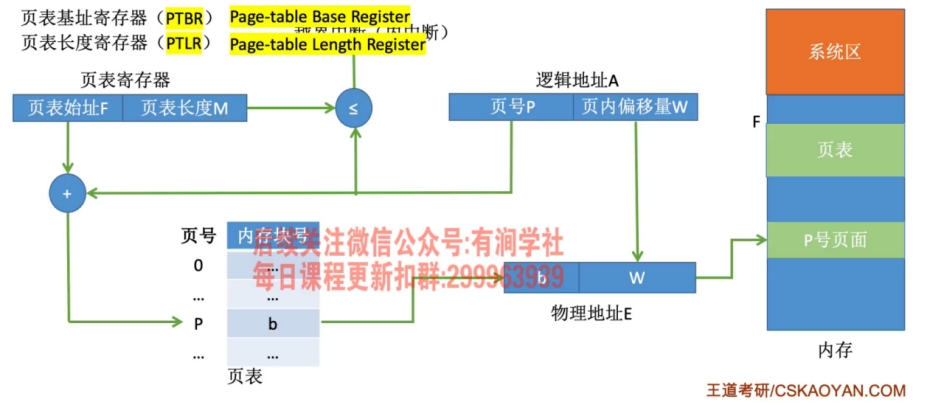 页表基址寄存器（PTBR） Page-table Base Register
页表长度寄存器（PTLR） Page-table Length Register
越界中断（内中断）
页表寄存器
页表始址F 页表长度M
≤
逻辑地址A
页号P 页内偏移量W
系统区
F
页表
P号页面
内存
+
页号 内存块号
0 ...
... ...
P b
... ...
页表
b W
物理地址E
后续关注微信公众号:有涧学社
每日课程更新扣群:299963989
王道考研/CSKAOYAN.COM